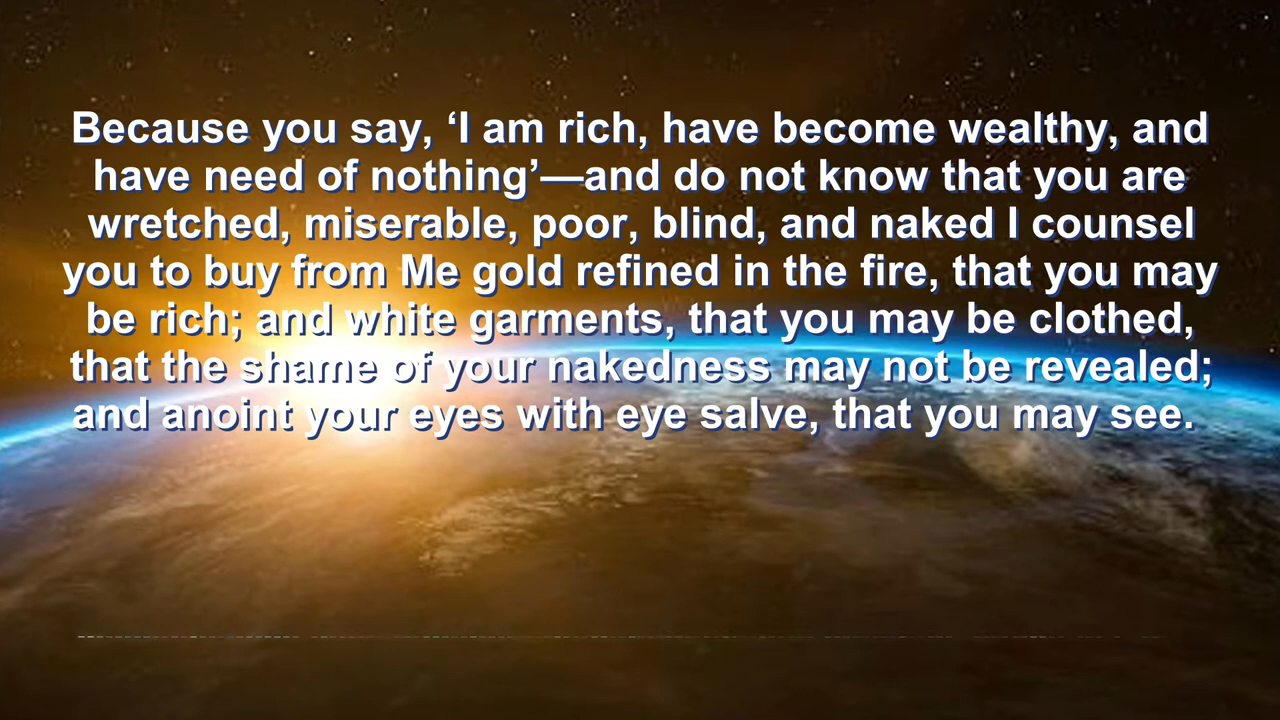 Because you say, ‘I am rich, have become wealthy, and
have need of nothing’—and do not know that you are
wretched, miserable, poor, blind, and naked I counsel
you to buy from Me gold refined in the fire, that you may
be rich; and white garments, that you may be clothed,
that the shame of your nakedness may not be revealed;
and anoint your eyes with eye salve, that you may see.